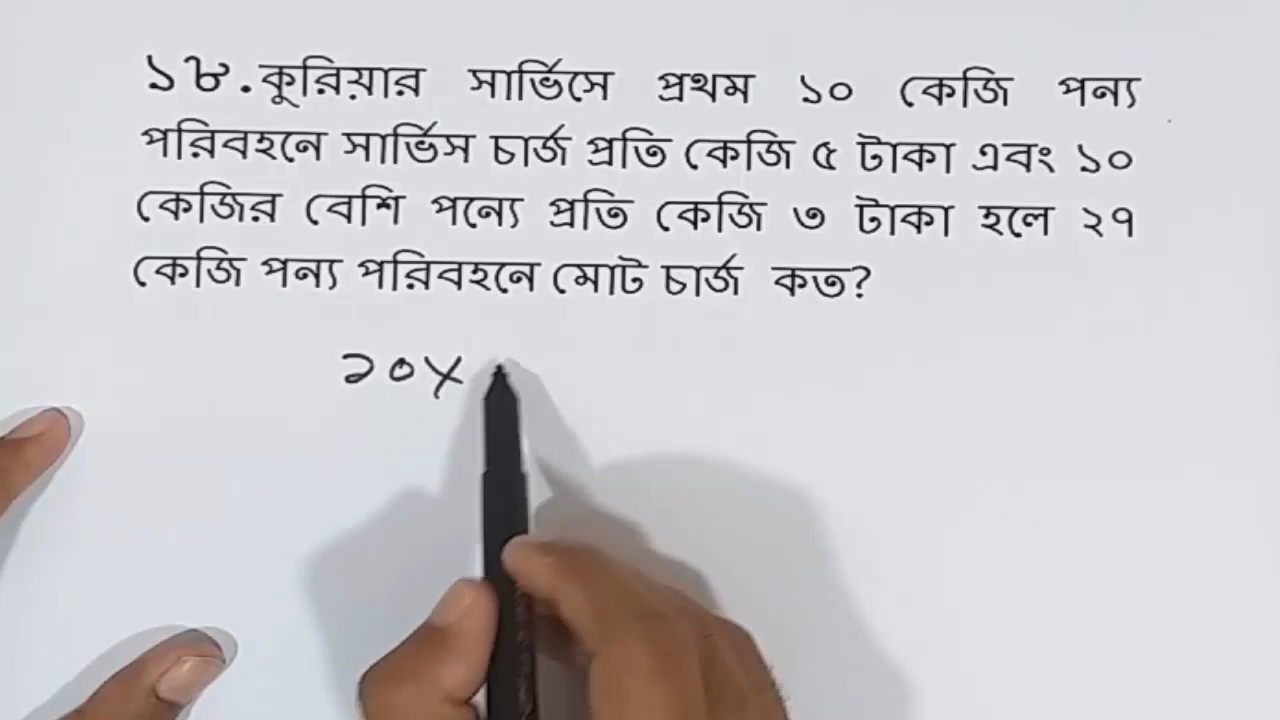 ১৮.কুরিয়ার সার্ভিসে প্রথম ১০ কেজি পন্য
পরিবহনে সার্ভিস চার্জ প্রতি কেজি ৫ টাকা এবং ১০
কেজির বেশি পন্যে প্রতি কেজি ৩ টাকা হলে ২৭
কেজি পন্য পরিবহনে মোট চার্জ কত?
১০×